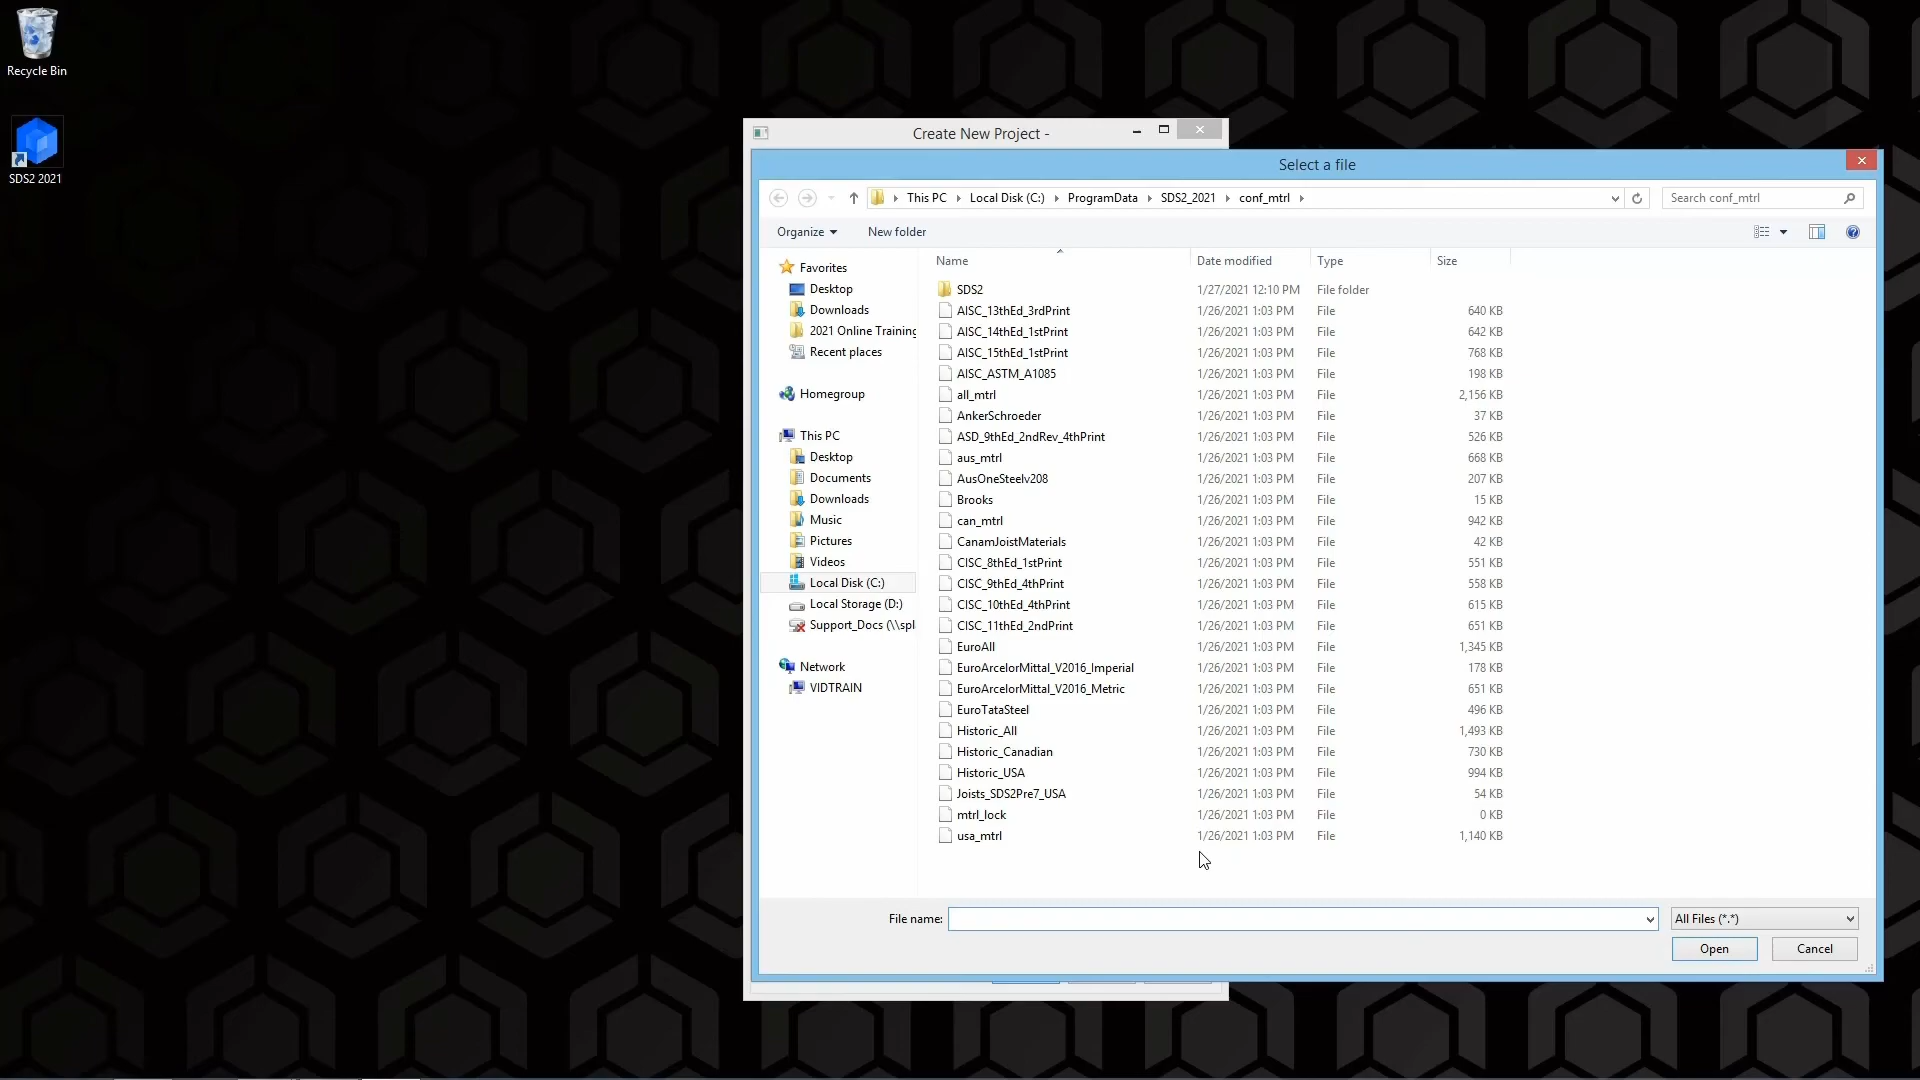 Recycle Bin
SDS2 2021
Create New Project -
Select a file
This PC Local Disk (C:) ProgramData SDS2_2021 conf_mtrl
Search conf_mtrl
Organize New folder
Favorites
Desktop
Downloads
2021 Online Training
Recent places
Homegroup
This PC
Desktop
Documents
Downloads
Music
Pictures
Videos
Local Disk (C:)
Local Storage (D:)
Support_Docs (\\spl
Network
VIDTRAIN
Name Date modified Type Size
SDS2 1/27/2021 12:10 PM File folder
AISC_13thEd_3rdPrint 1/26/2021 1:03 PM File 640 KB
AISC_14thEd_1stPrint 1/26/2021 1:03 PM File 642 KB
AISC_15thEd_1stPrint 1/26/2021 1:03 PM File 768 KB
AISC_ASTM_A1085 1/26/2021 1:03 PM File 198 KB
all_mtrl 1/26/2021 1:03 PM File 2,156 KB
AnkerSchroeder 1/26/2021 1:03 PM File 37 KB
ASD_9thEd_2ndRev_4thPrint 1/26/2021 1:03 PM File 526 KB
aus_mtrl 1/26/2021 1:03 PM File 668 KB
AusOneSteelv208 1/26/2021 1:03 PM File 207 KB
Brooks 1/26/2021 1:03 PM File 15 KB
can_mtrl 1/26/2021 1:03 PM File 942 KB
CanamJoistMaterials 1/26/2021 1:03 PM File 42 KB
CISC_8thEd_1stPrint 1/26/2021 1:03 PM File 551 KB
CISC_9thEd_4thPrint 1/26/2021 1:03 PM File 558 KB
CISC_10thEd_4thPrint 1/26/2021 1:03 PM File 615 KB
CISC_11thEd_2ndPrint 1/26/2021 1:03 PM File 651 KB
EuroAll 1/26/2021 1:03 PM File 1,345 KB
EuroArcelorMittal_V2016_Imperial 1/26/2021 1:03 PM File 178 KB
EuroArcelorMittal_V2016_Metric 1/26/2021 1:03 PM File 651 KB
EuroTataSteel 1/26/2021 1:03 PM File 496 KB
Historic_All 1/26/2021 1:03 PM File 1,493 KB
Historic_Canadian 1/26/2021 1:03 PM File 730 KB
Historic_USA 1/26/2021 1:03 PM File 994 KB
Joists_SDS2Pre7_USA 1/26/2021 1:03 PM File 54 KB
mtrl_lock 1/26/2021 1:03 PM File 0 KB
usa_mtrl 1/26/2021 1:03 PM File 1,140 KB
File name: All Files (*.*)
Open Cancel